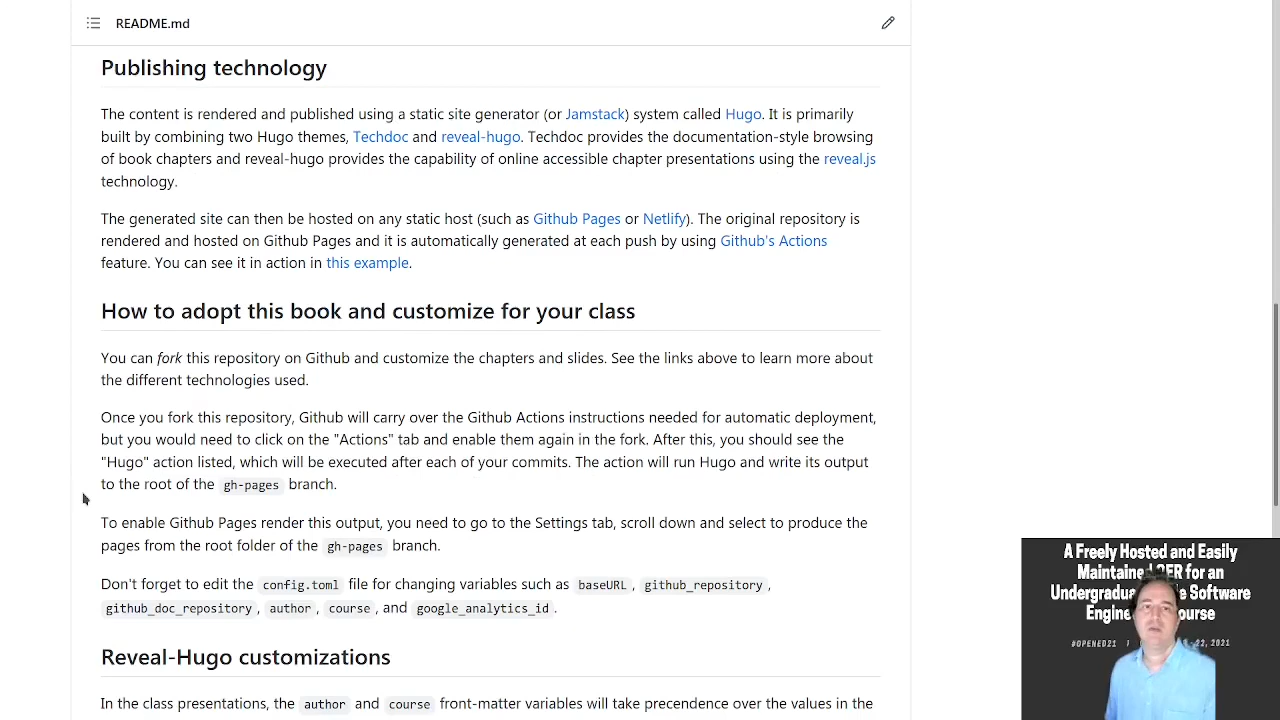 README.md
Publishing technology
The content is rendered and published using a static site generator (or Jamstack) system called Hugo. It is primarily
built by combining two Hugo themes, Techdoc and reveal-hugo. Techdoc provides the documentation-style browsing
of book chapters and reveal-hugo provides the capability of online accessible chapter presentations using the reveal.js
technology.
The generated site can then be hosted on any static host (such as Github Pages or Netlify). The original repository is
rendered and hosted on Github Pages and it is automatically generated at each push by using Github's Actions
feature. You can see it in action in this example.
How to adopt this book and customize for your class
You can fork this repository on Github and customize the chapters and slides. See the links above to learn more about
the different technologies used.
Once you fork this repository, Github will carry over the Github Actions instructions needed for automatic deployment,
but you would need to click on the "Actions" tab and enable them again in the fork. After this, you should see the
"Hugo" action listed, which will be executed after each of your commits. The action will run Hugo and write its output
to the root of the gh-pages branch.
To enable Github Pages render this output, you need to go to the Settings tab, scroll down and select to produce the
pages from the root folder of the gh-pages branch.
Don't forget to edit the config.toml file for changing variables such as baseURL, github_repository,
github_doc_repository, author, course, and google_analytics_id.
Reveal-Hugo customizations
In the class presentations, the author and course front-matter variables will take precendence over the values in the
A Freely Hosted and Easily
Maintained for an
Software
#OPENED21 22, 2021